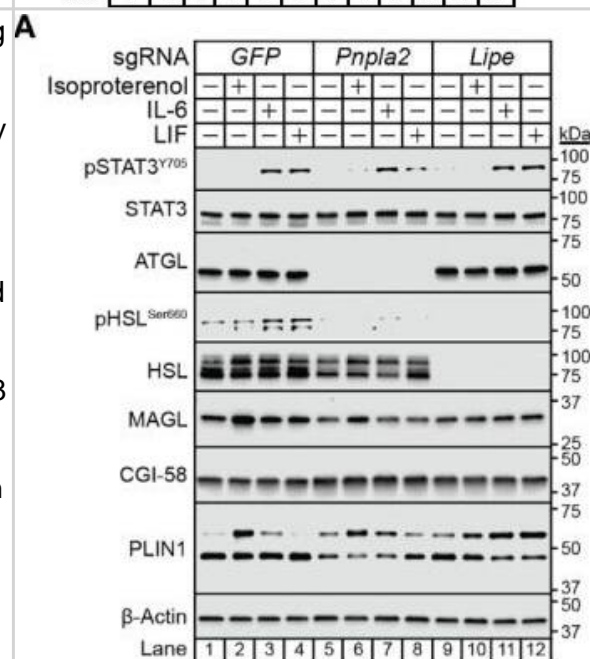 A
sgRNA GFP Pnpla2 Lipe
Isoproterenol − + − − − + − − − + − −
IL-6 − − + − − − + − − − + −
LIF − − − + − − − + − − − + kDa
pSTAT3Y705 100 75
STAT3 100 75
ATGL 75 50
pHSLSer660 100 75
HSL 100 75
MAGL 37 25
CGI-58 50 37
PLIN1 75 50 37
β-Actin 50 37
Lane 1 2 3 4 5 6 7 8 9 10 11 12